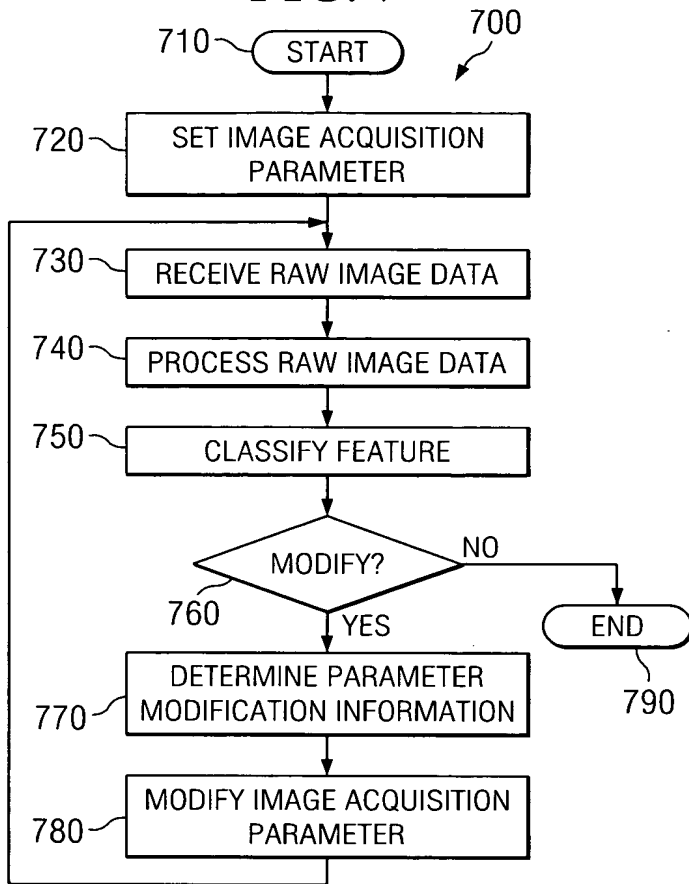 700
710
START
720
SET IMAGE ACQUISITION
PARAMETER
730
RECEIVE RAW IMAGE DATA
740
PROCESS RAW IMAGE DATA
750
CLASSIFY FEATURE
MODIFY?
NO
760
YES
END
790
770
DETERMINE PARAMETER
MODIFICATION INFORMATION
780
MODIFY IMAGE ACQUISITION
PARAMETER